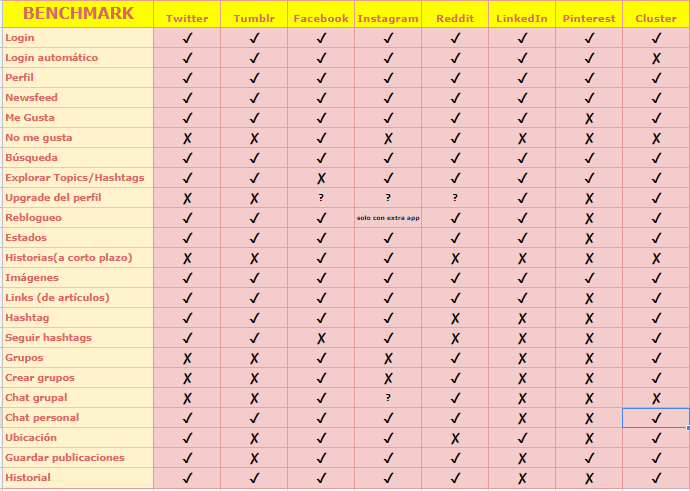 BENCHMARK Twitter Tumblr Facebook Instagram Reddit LinkedIn Pinterest Cluster
Login ✓ ✓ ✓ ✓ ✓ ✓ ✓ ✓
Login automático ✓ ✓ ✓ ✓ ✓ ✓ ✓ ✗
Perfil ✓ ✓ ✓ ✓ ✓ ✓ ✓ ✓
Newsfeed ✓ ✓ ✓ ✓ ✓ ✓ ✓ ✓
Me Gusta ✓ ✓ ✓ ✓ ✓ ✓ ✗ ✓
No me gusta ✗ ✗ ✓ ✗ ✓ ✗ ✗ ✗
Búsqueda ✓ ✓ ✓ ✓ ✓ ✓ ✓ ✓
Explorar Topics/Hashtags ✓ ✓ ✗ ✓ ✓ ✓ ✓ ✓
Upgrade del perfil ✗ ✗ ? ? ? ✓ ✗ ✓
Reblogueo ✓ ✓ ✓ solo con extra app ✓ ✓ ✗ ✓
Estados ✓ ✓ ✓ ✓ ✓ ✓ ✗ ✓
Historias(a corto plazo) ✗ ✗ ✓ ✓ ✗ ✗ ✗ ✗
Imágenes ✓ ✓ ✓ ✓ ✓ ✓ ✓ ✓
Links (de artículos) ✓ ✓ ✓ ✓ ✓ ✓ ✗ ✓
Hashtag ✓ ✓ ✓ ✓ ✗ ✗ ✗ ✓
Seguir hashtags ✓ ✓ ✗ ✓ ✗ ✗ ✗ ✓
Grupos ✗ ✗ ✓ ✗ ✓ ✗ ✗ ✓
Crear grupos ✗ ✗ ✓ ✗ ✓ ✗ ✗ ✓
Chat grupal ✗ ✗ ✓ ? ✓ ✗ ✗ ✗
Chat personal ✓ ✓ ✓ ✓ ✓ ✗ ✗ ✓
Ubicación ✓ ✗ ✓ ✓ ✗ ✓ ✗ ✓
Guardar publicaciones ✓ ✗ ✓ ✓ ✓ ✗ ✓ ✓
Historial ✓ ✓ ✓ ✓ ✓ ✗ ✗ ✓